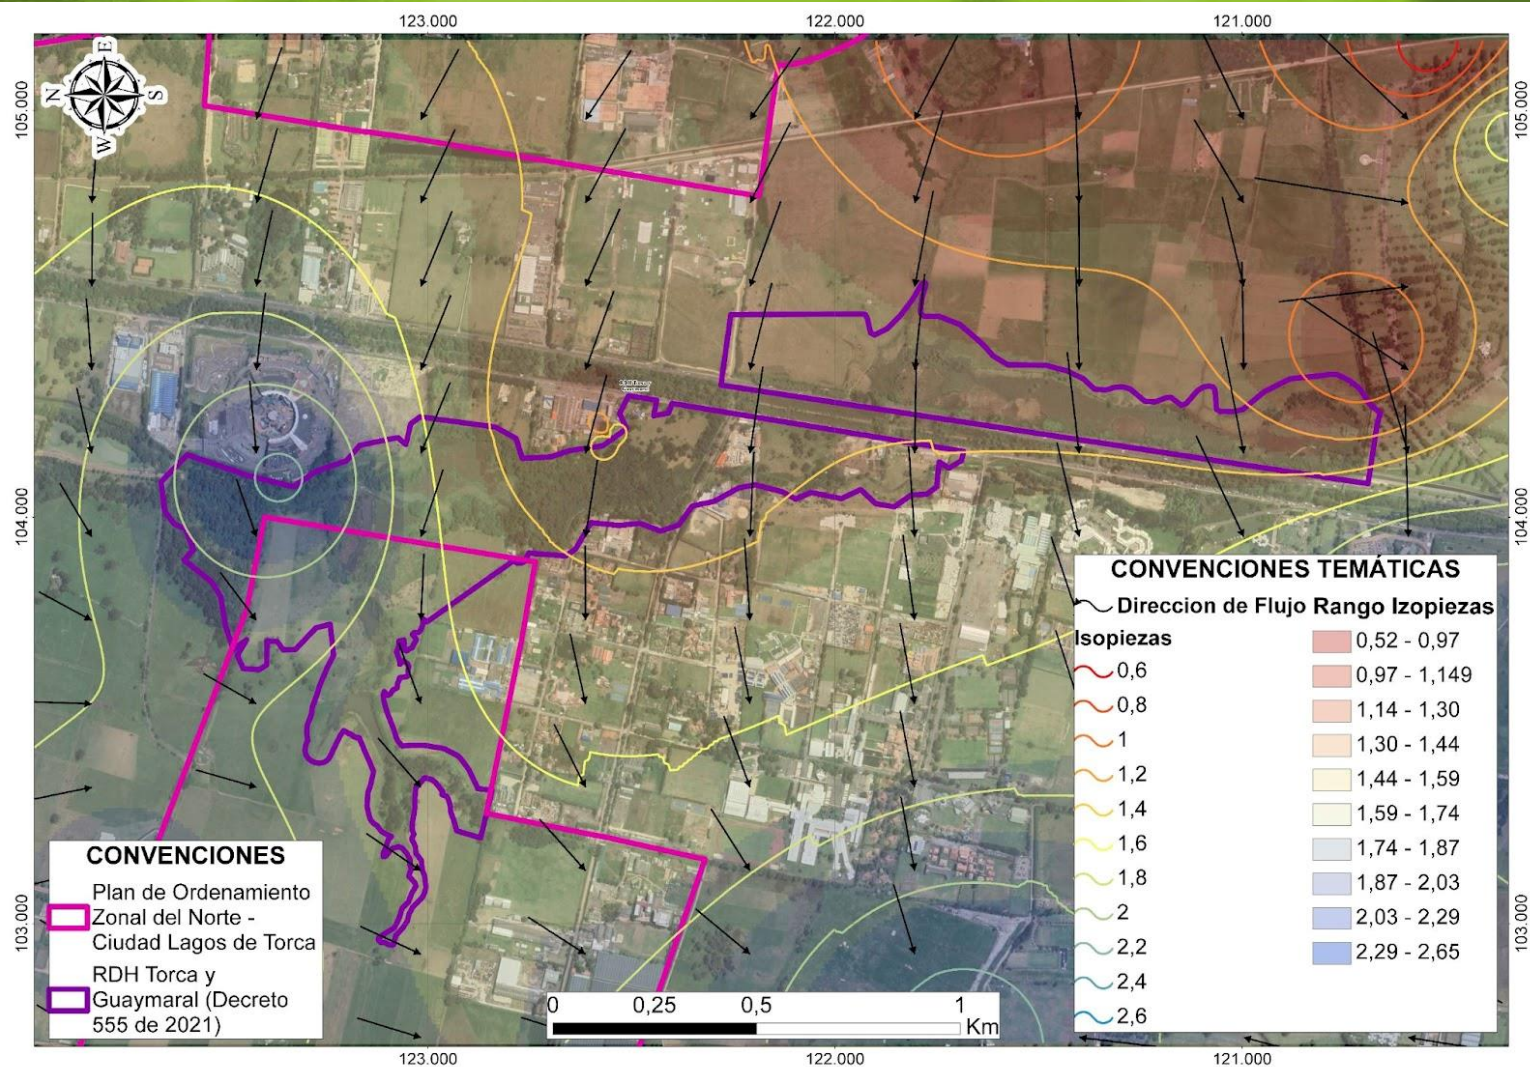 123.000
122.000
121.000
E
N
S
W
105.000
105.000
104.000
104.000
103.000
103.000
CONVENCIONES TEMÁTICAS
Direccion de Flujo
Isopiezas
0,6
0,8
1
1,2
1,4
1,6
1,8
2
2,2
2,4
2,6
Rango Izopiezas
0,52 - 0,97
0,97 - 1,149
1,14 - 1,30
1,30 - 1,44
1,44 - 1,59
1,59 - 1,74
1,74 - 1,87
1,87 - 2,03
2,03 - 2,29
2,29 - 2,65
CONVENCIONES
Plan de Ordenamiento
Zonal del Norte -
Ciudad Lagos de Torca
RDH Torca y
Guaymaral (Decreto
555 de 2021)
0 0,25 0,5 1
Km
123.000
122.000
121.000